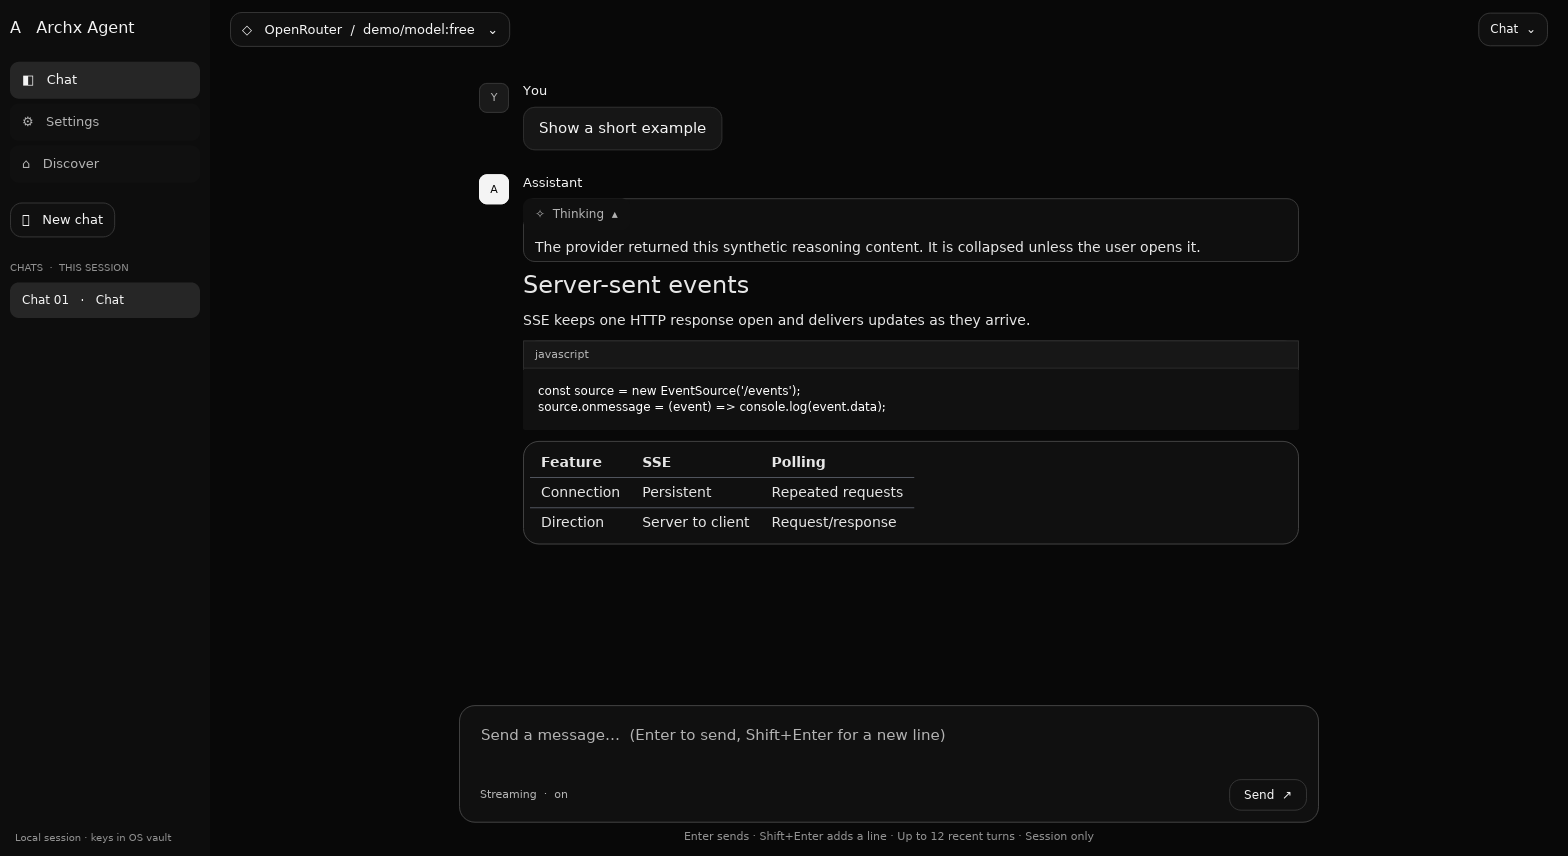 A Archx Agent
Chat
Settings
Discover
New chat
CHATS · THIS SESSION
Chat 01 · Chat
Local session · keys in OS vault
OpenRouter / demo/model:free
Chat
Y
You
Show a short example
A
Assistant
Thinking
The provider returned this synthetic reasoning content. It is collapsed unless the user opens it.
Server-sent events
SSE keeps one HTTP response open and delivers updates as they arrive.
javascript
const source = new EventSource('/events');
source.onmessage = (event) => console.log(event.data);
Feature SSE Polling
Connection Persistent Repeated requests
Direction Server to client Request/response
Send a message... (Enter to send, Shift+Enter for a new line)
Streaming · on
Send ↗
Enter sends · Shift+Enter adds a line · Up to 12 recent turns · Session only